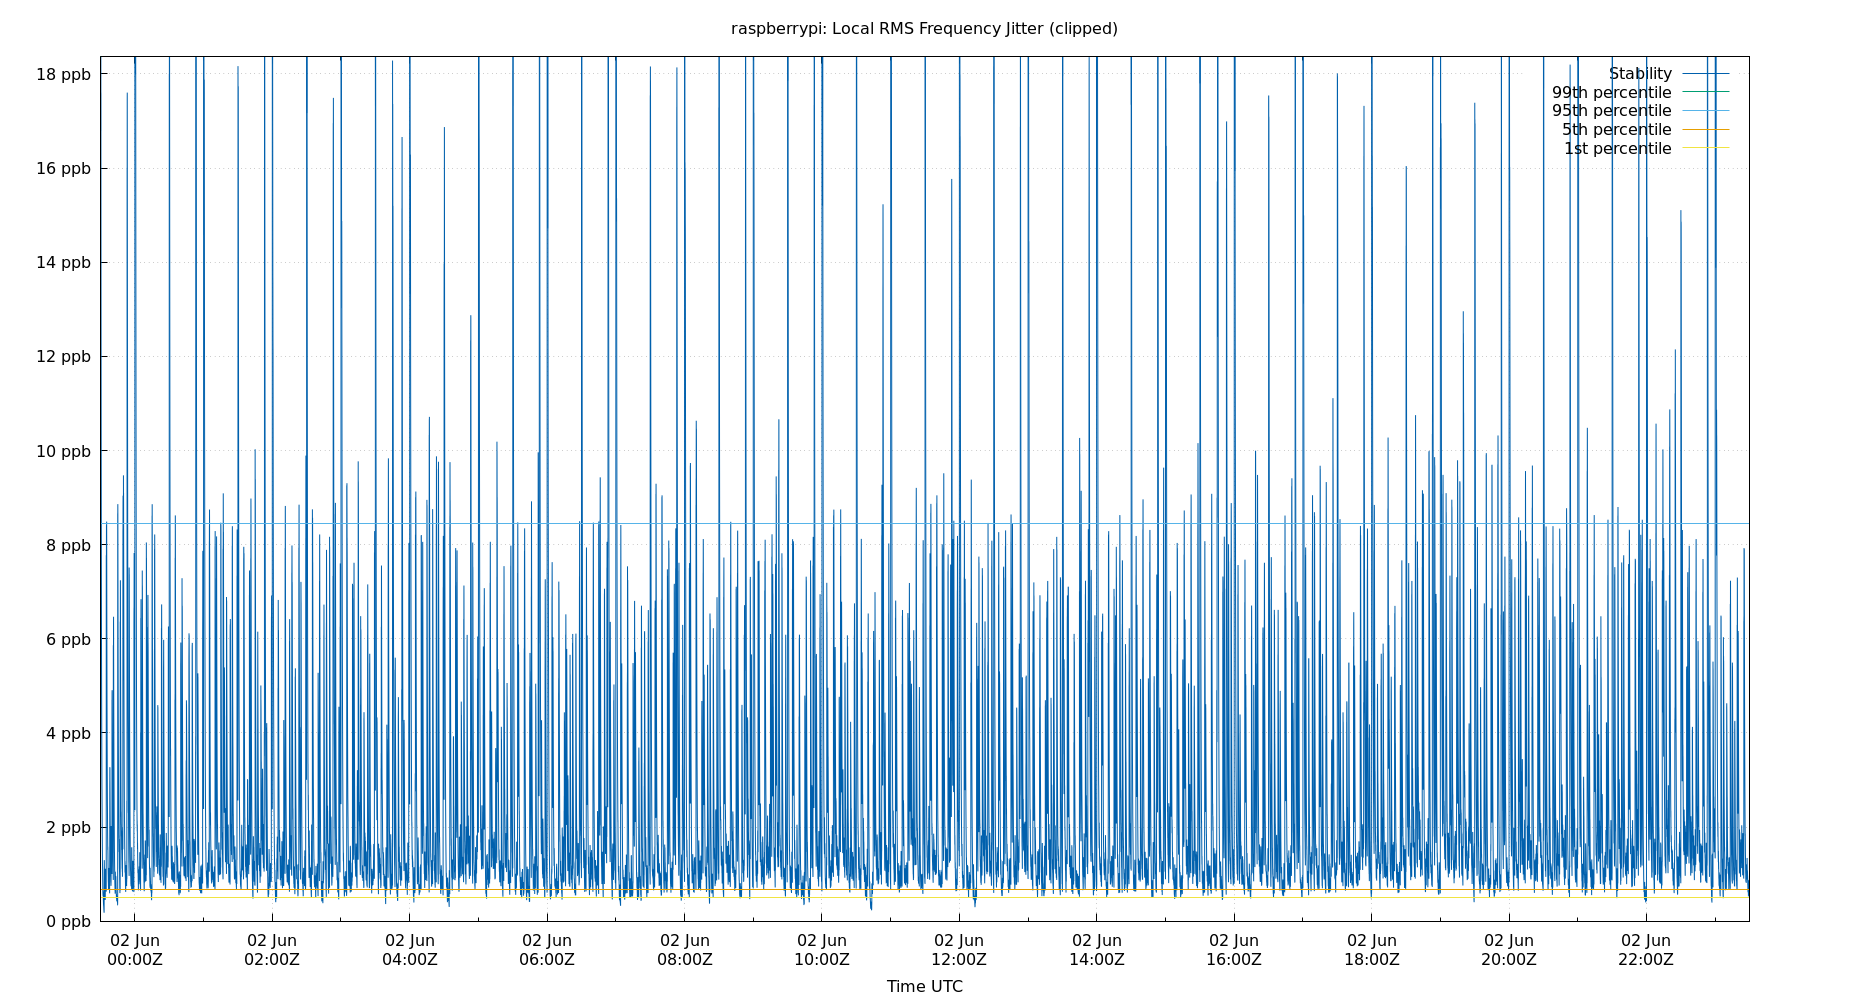 raspberrypi: Local RMS Frequency Jitter (clipped)
18 ppb
16 ppb
14 ppb
12 ppb
10 ppb
8 ppb
6 ppb
4 ppb
2 ppb
0 ppb
Stability
99th percentile
95th percentile
5th percentile
1st percentile
02 Jun 02 Jun 02 Jun 02 Jun 02 Jun 02 Jun 02 Jun 02 Jun 02 Jun 02 Jun 02 Jun 02 Jun
00:00Z 02:00Z 04:00Z 06:00Z 08:00Z 10:00Z 12:00Z 14:00Z 16:00Z 18:00Z 20:00Z 22:00Z
Time UTC